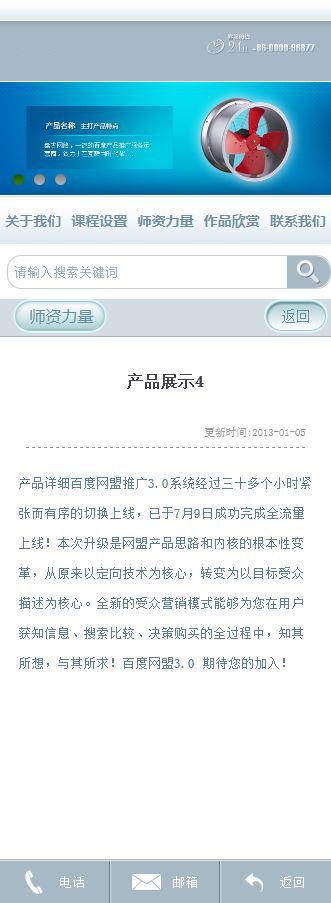 24H -86-0000-96877
产品名称 主打产品特点
关于我们 课程设置 师资力量 作品欣赏 联系我们
请输入搜索关键词
师资力量 返回
产品展示4
更新时间:2013-01-05
产品详细百度网盟推广3.0系统经过三十多个小时紧
张而有序的切换上线，已于7月9日成功完成全流量
上线！本次升级是网盟产品思路和内核的根本性变
革，从原来以定向技术为核心，转变为以目标受众
描述为核心。全新的受众营销模式能够为您在用户
获知信息、搜索比较、决策购买的全过程中，知其
所想，与其所求！百度网盟3.0 期待您的加入！
电话 邮箱 返回